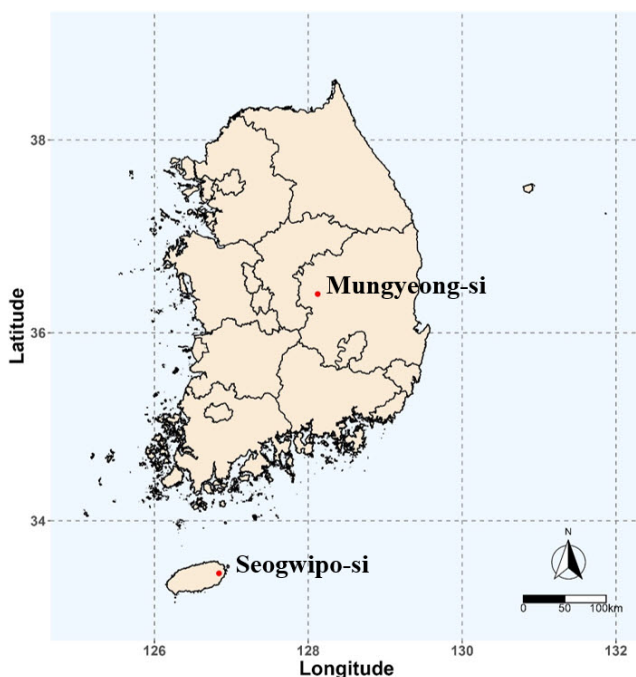 38
Mungyeong-si
Latitude
36
34
Seogwipo-si
N
0 50 100km
126 128 130 132
Longitude